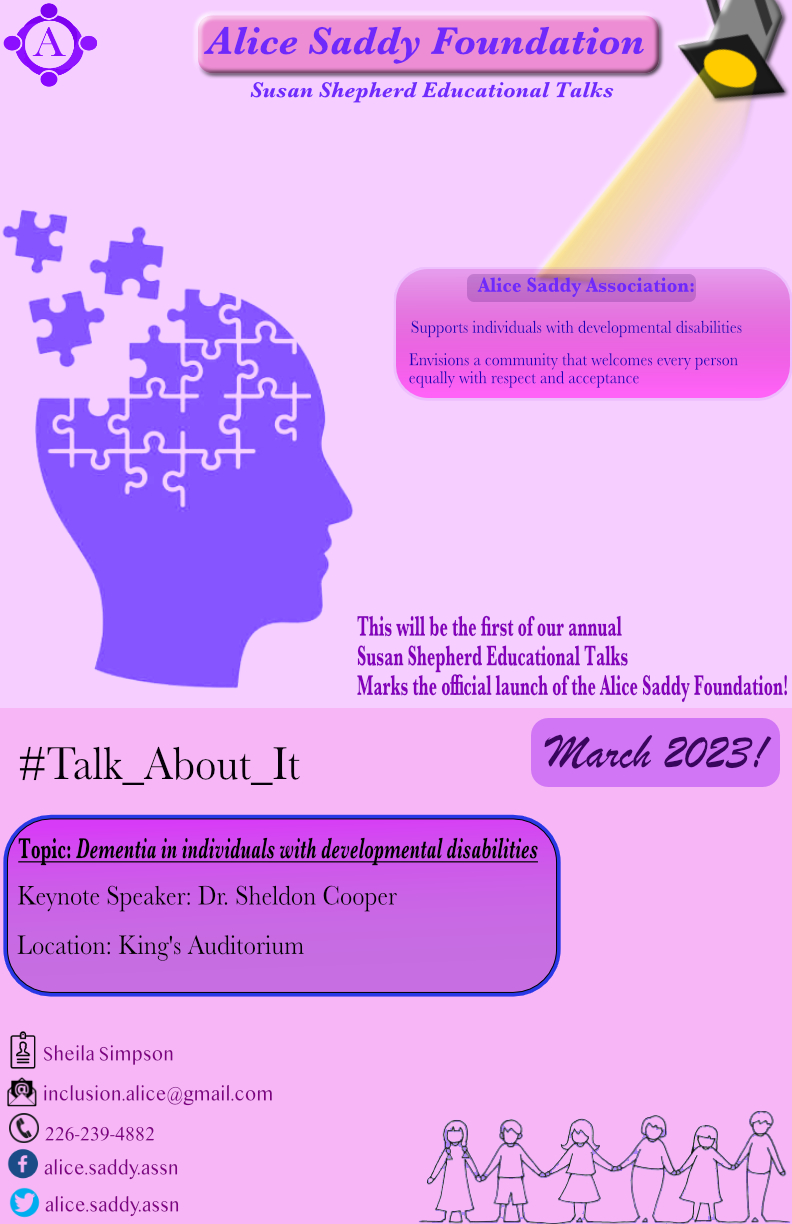 A
Alice Saddy Foundation
Susan Shepherd Educational Talks
Alice Saddy Association:
Supports individuals with developmental disabilities
Envisions a community that welcomes every person
equally with respect and acceptance
This will be the first of our annual
Susan Shepherd Educational Talks
Marks the official launch of the Alice Saddy Foundation!
#Talk_About_It
March 2023!
Topic: Dementia in individuals with developmental disabilities
Keynote Speaker: Dr. Sheldon Cooper
Location: King's Auditorium
Sheila Simpson
inclusion.alice@gmail.com
226-239-4882
alice.saddy.assn
alice.saddy.assn